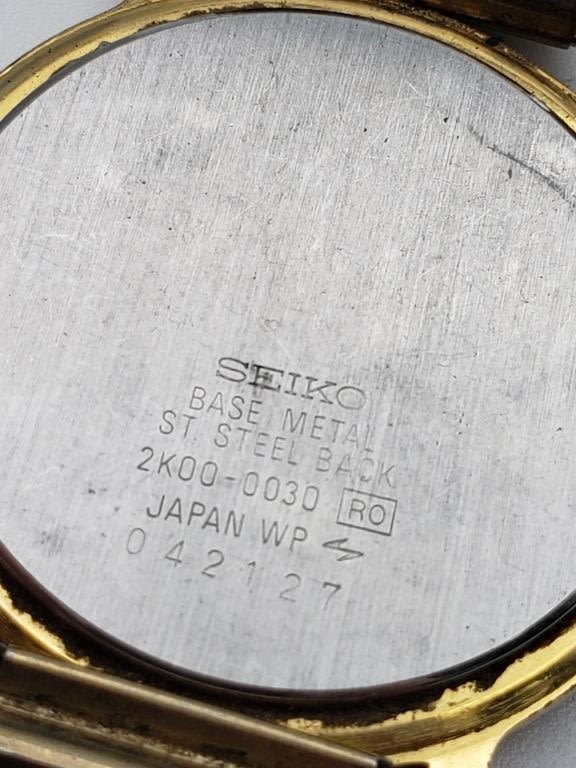 SEIKO
BASE METAL
ST. STEEL BACK
2K00-0030 RO
JAPAN WP
042127